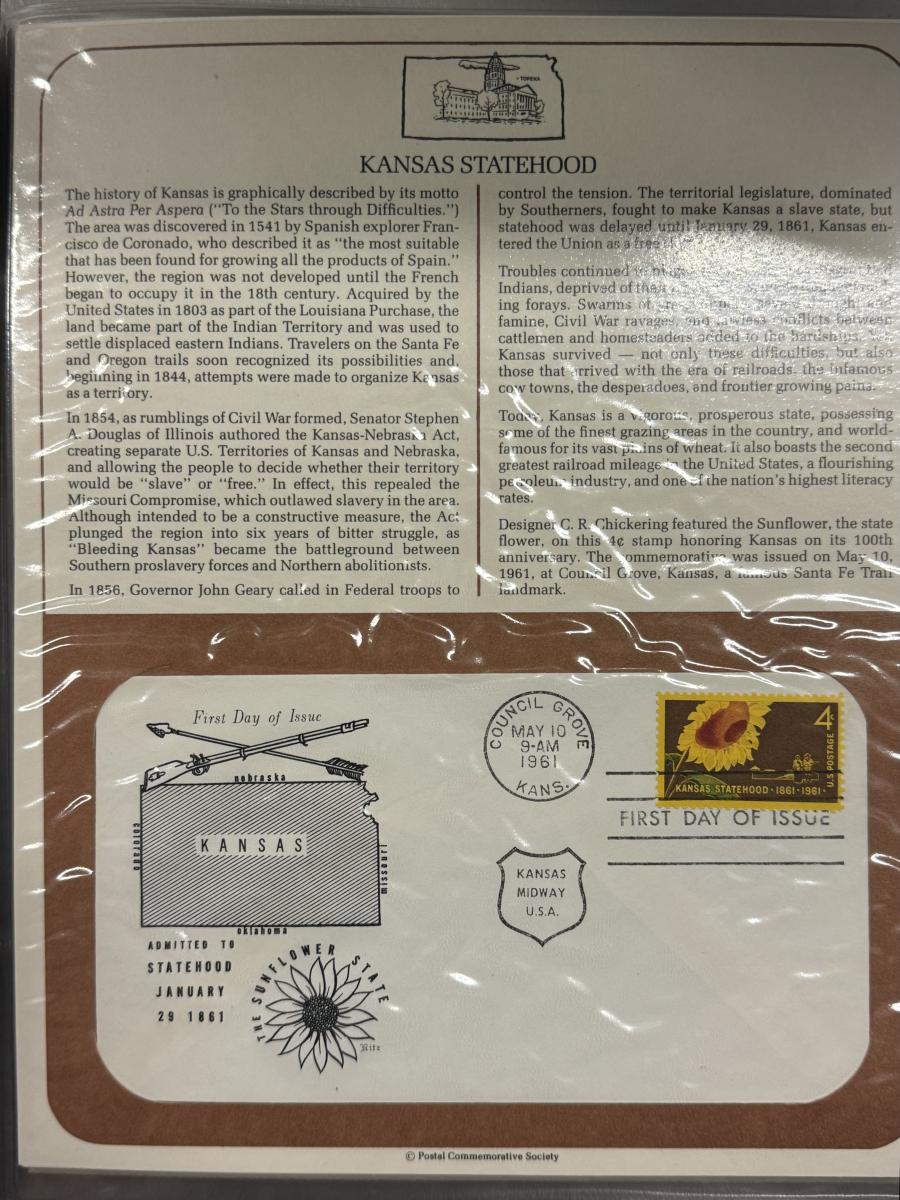 TOPEKA
KANSAS STATEHOOD
The history of Kansas is graphically described by its motto
Ad Astra Per Aspera ("To the Stars through Difficulties.")
The area was discovered in 1541 by Spanish explorer Fran-
cisco de Coronado, who described it as "the most suitable
that has been found for growing all the products of Spain."
However, the region was not developed until the French
began to occupy it in the 18th century. Acquired by the
United States in 1803 as part of the Louisiana Purchase, the
land became part of the Indian Territory and was used to
settle displaced eastern Indians. Travelers on the Santa Fe
and Oregon trails soon recognized its possibilities and,
beginning in 1844, attempts were made to organize Kansas
as a territory.
In 1854, as rumblings of Civil War formed, Senator Stephen
A. Douglas of Illinois authored the Kansas-Nebraska Act,
creating separate U.S. Territories of Kansas and Nebraska,
and allowing the people to decide whether their territory
would be "slave" or "free." In effect, this repealed the
Missouri Compromise, which outlawed slavery in the area.
Although intended to be a constructive measure, the Act
plunged the region into six years of bitter struggle, as
"Bleeding Kansas" became the battleground between
Southern proslavery forces and Northern abolitionists.
In 1856, Governor John Geary called in Federal troops to
control the tension. The territorial legislature, dominated
by Southerners, fought to make Kansas a slave state, but
statehood was delayed until January 29, 1861, Kansas en-
tered the Union as a free
Troubles continued
Indians, deprived of their
ing forays. Swarms of
famine, Civil War ravages, and lawless conflicts between
cattlemen and homesteaders added to the hardships.
Kansas survived — not only these difficulties, but also
those that arrived with the era of railroads, the infamous
cow towns, the desperadoes, and frontier growing pains.
Today, Kansas is a vigorous, prosperous state, possessing
some of the finest grazing areas in the country, and world-
famous for its vast plains of wheat. It also boasts the second
greatest railroad mileage in the United States, a flourishing
petroleum industry, and one of the nation's highest literacy
rates.
Designer C. R. Chickering featured the Sunflower, the state
flower, on this 4¢ stamp honoring Kansas on its 100th
anniversary. The commemorative was issued on May 10,
1961, at Council Grove, Kansas, a famous Santa Fe Trail
landmark.
First Day of Issue
nebraska
colorado
KANSAS
missouri
oklahoma
ADMITTED TO
STATEHOOD
JANUARY
29 1861
THE SUNFLOWER STATE
Ritz
COUNCIL GROVE
MAY 10
9-AM
1961
KANS.
4c
U.S. POSTAGE
KANSAS STATEHOOD · 1861 · 1961 ·
FIRST DAY OF ISSUE
KANSAS
MIDWAY
U.S.A.
© Postal Commemorative Society